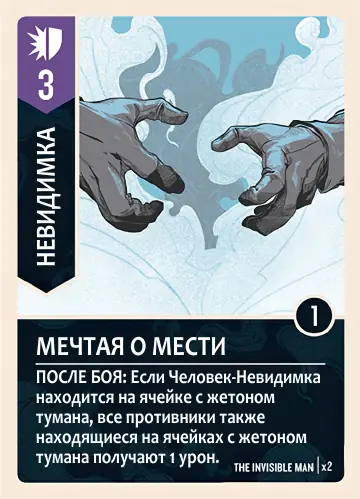 3
НЕВИДИМКА
1
МЕЧТАЯ О МЕСТИ
ПОСЛЕ БОЯ: Если Человек-Невидимка
находится на ячейке с жетоном
тумана, все противники также
находящиеся на ячейках с жетоном
тумана получают 1 урон.
THE INVISIBLE MAN | x2